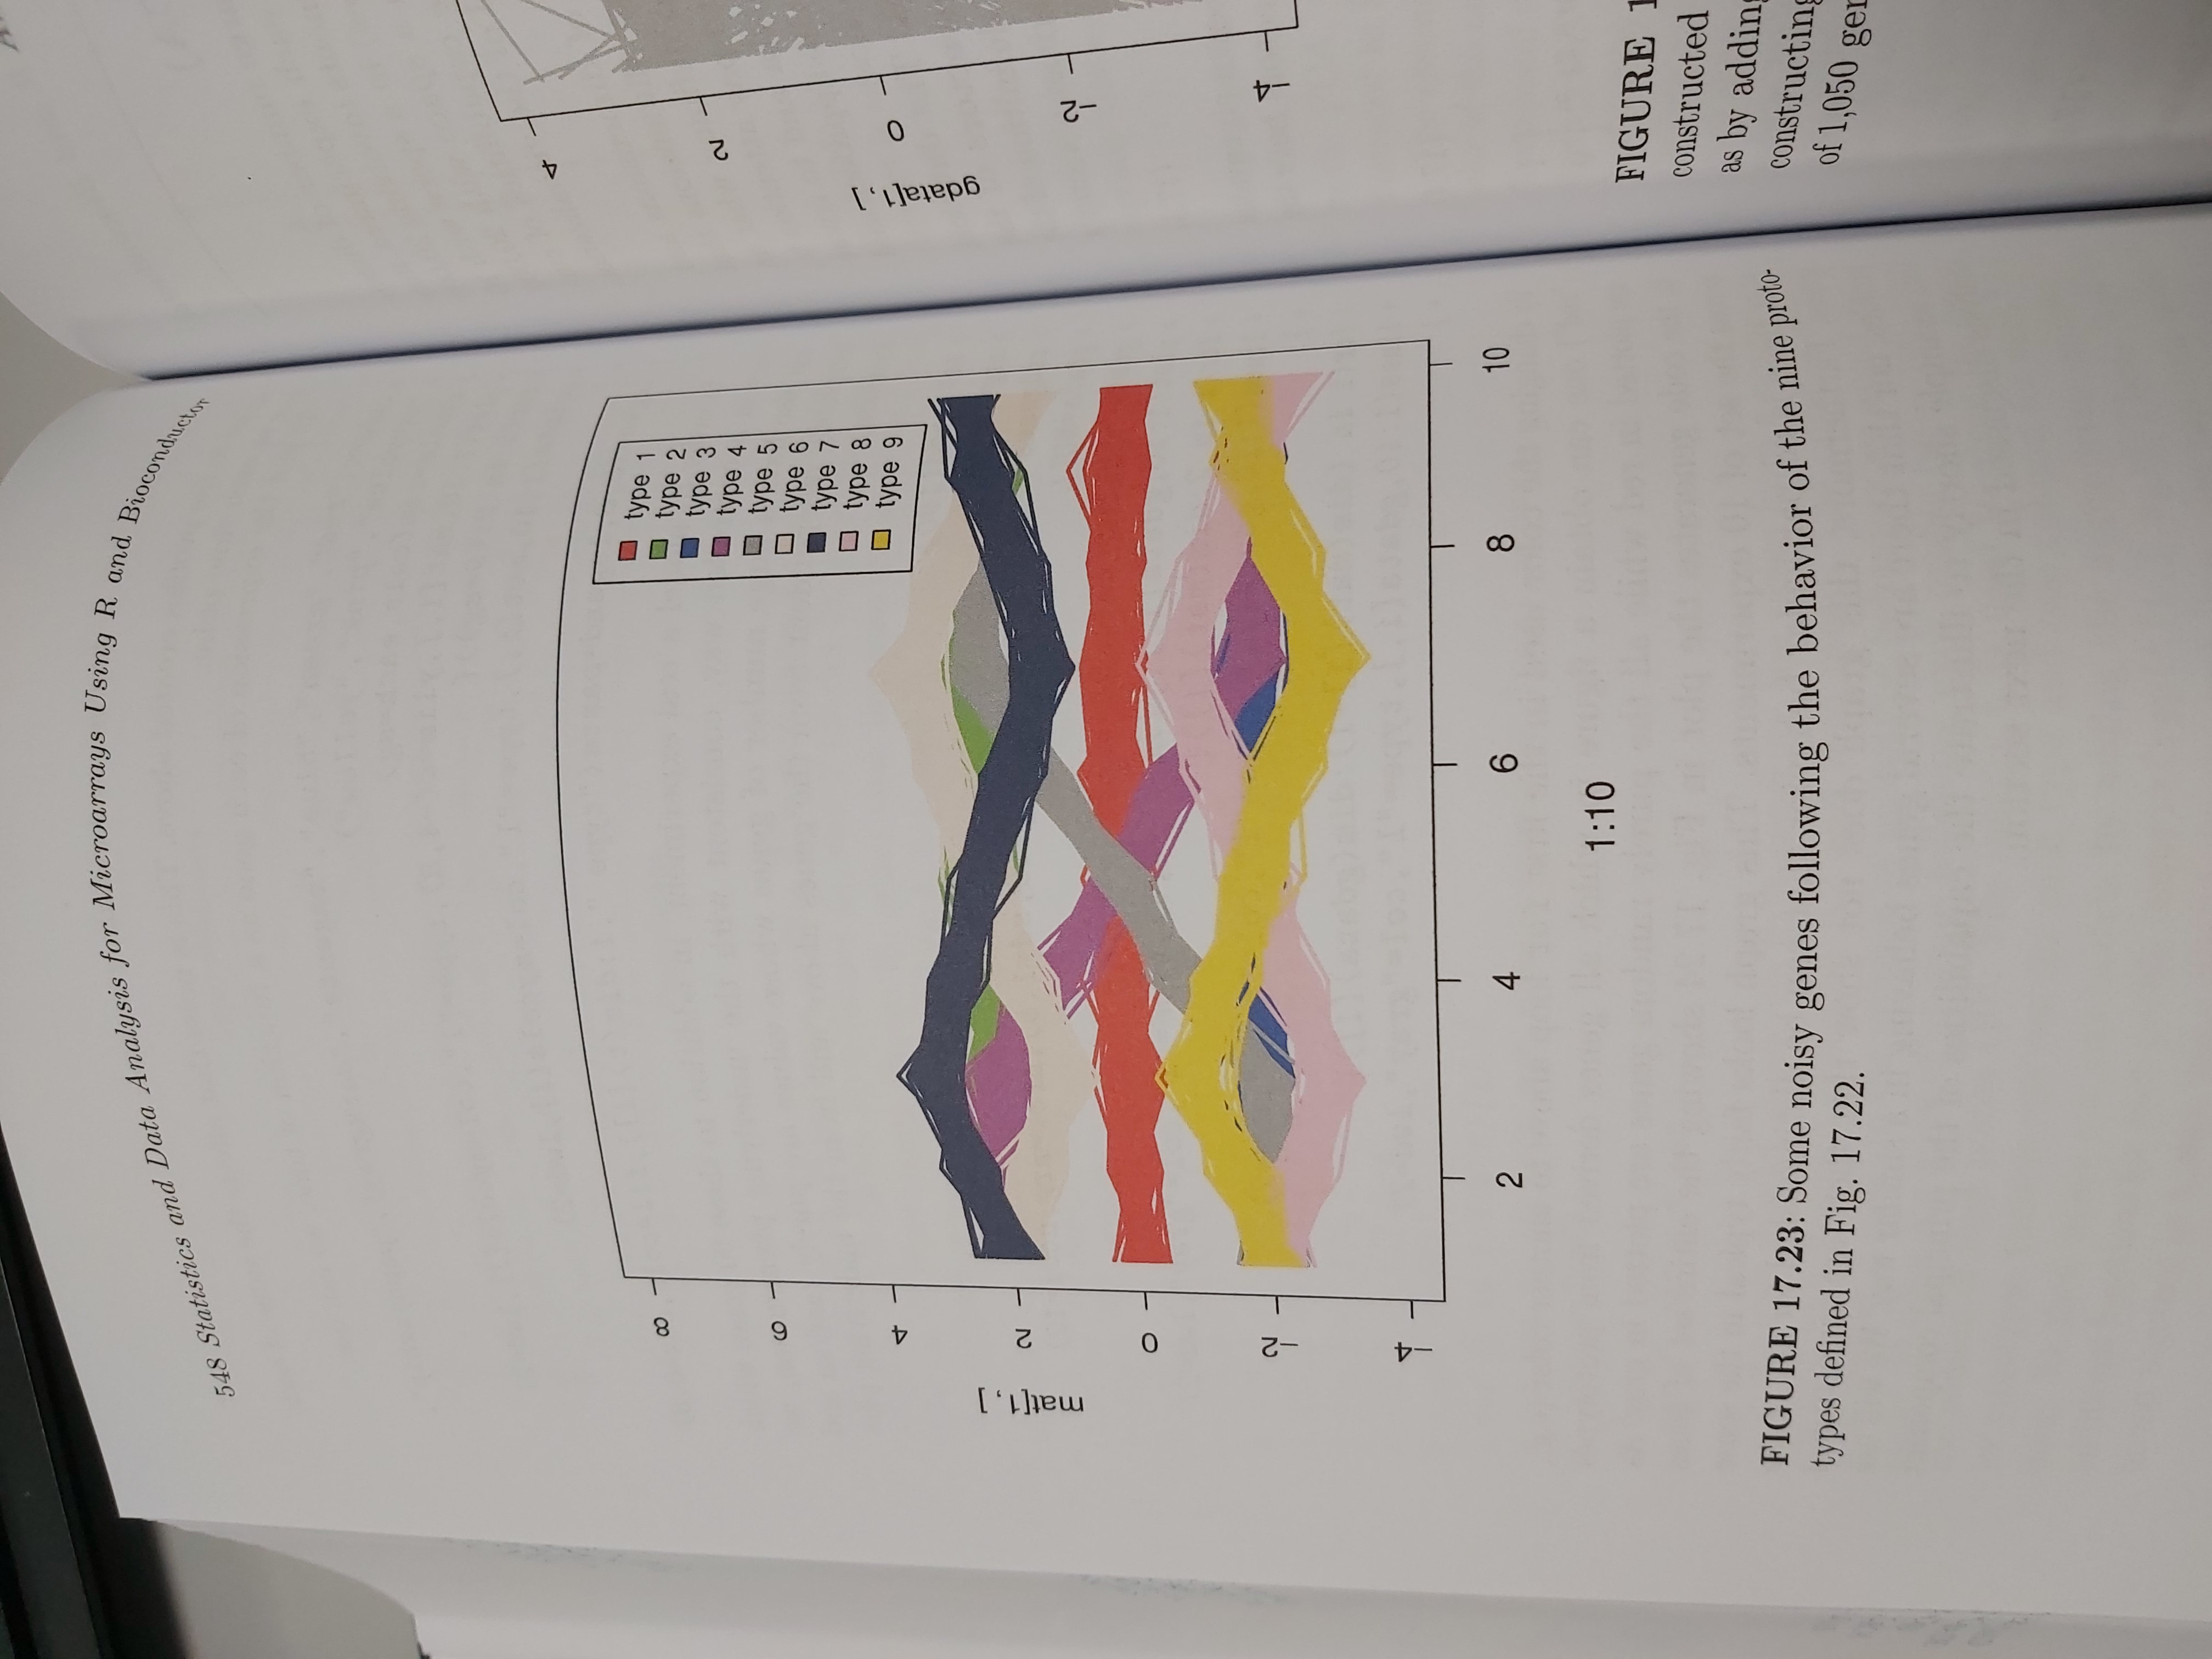 548 Statistics and Data Analysis for Microarrays Using R and Bioconductor
mat[1, ]
8
6
4
2
0
−2
−4
type 1
type 2
type 3
type 4
type 5
type 6
type 7
type 8
type 9
2 4 6 8 10
1:10
FIGURE 17.23: Some noisy genes following the behavior of the nine proto-
types defined in Fig. 17.22.
gdata[1, ]
4
2
0
−2
−4
FIGURE 1
constructed
as by adding
constructing
of 1,050